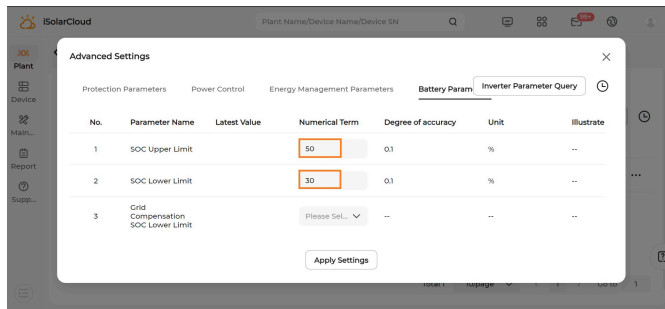 iSolarCloud
Plant Name/Device Name/Device SN
99+
Plant
Device
Main...
Report
Supp...
Advanced Settings
Protection Parameters Power Control Energy Management Parameters Battery Param Inverter Parameter Query
No. Parameter Name Latest Value Numerical Term Degree of accuracy Unit Illustrate
1 SOC Upper Limit 50 0.1 % --
2 SOC Lower Limit 30 0.1 % --
3 Grid Compensation SOC Lower Limit Please Sel... -- -- --
...
Apply Settings
Total 1 10/page 1 Go to 1